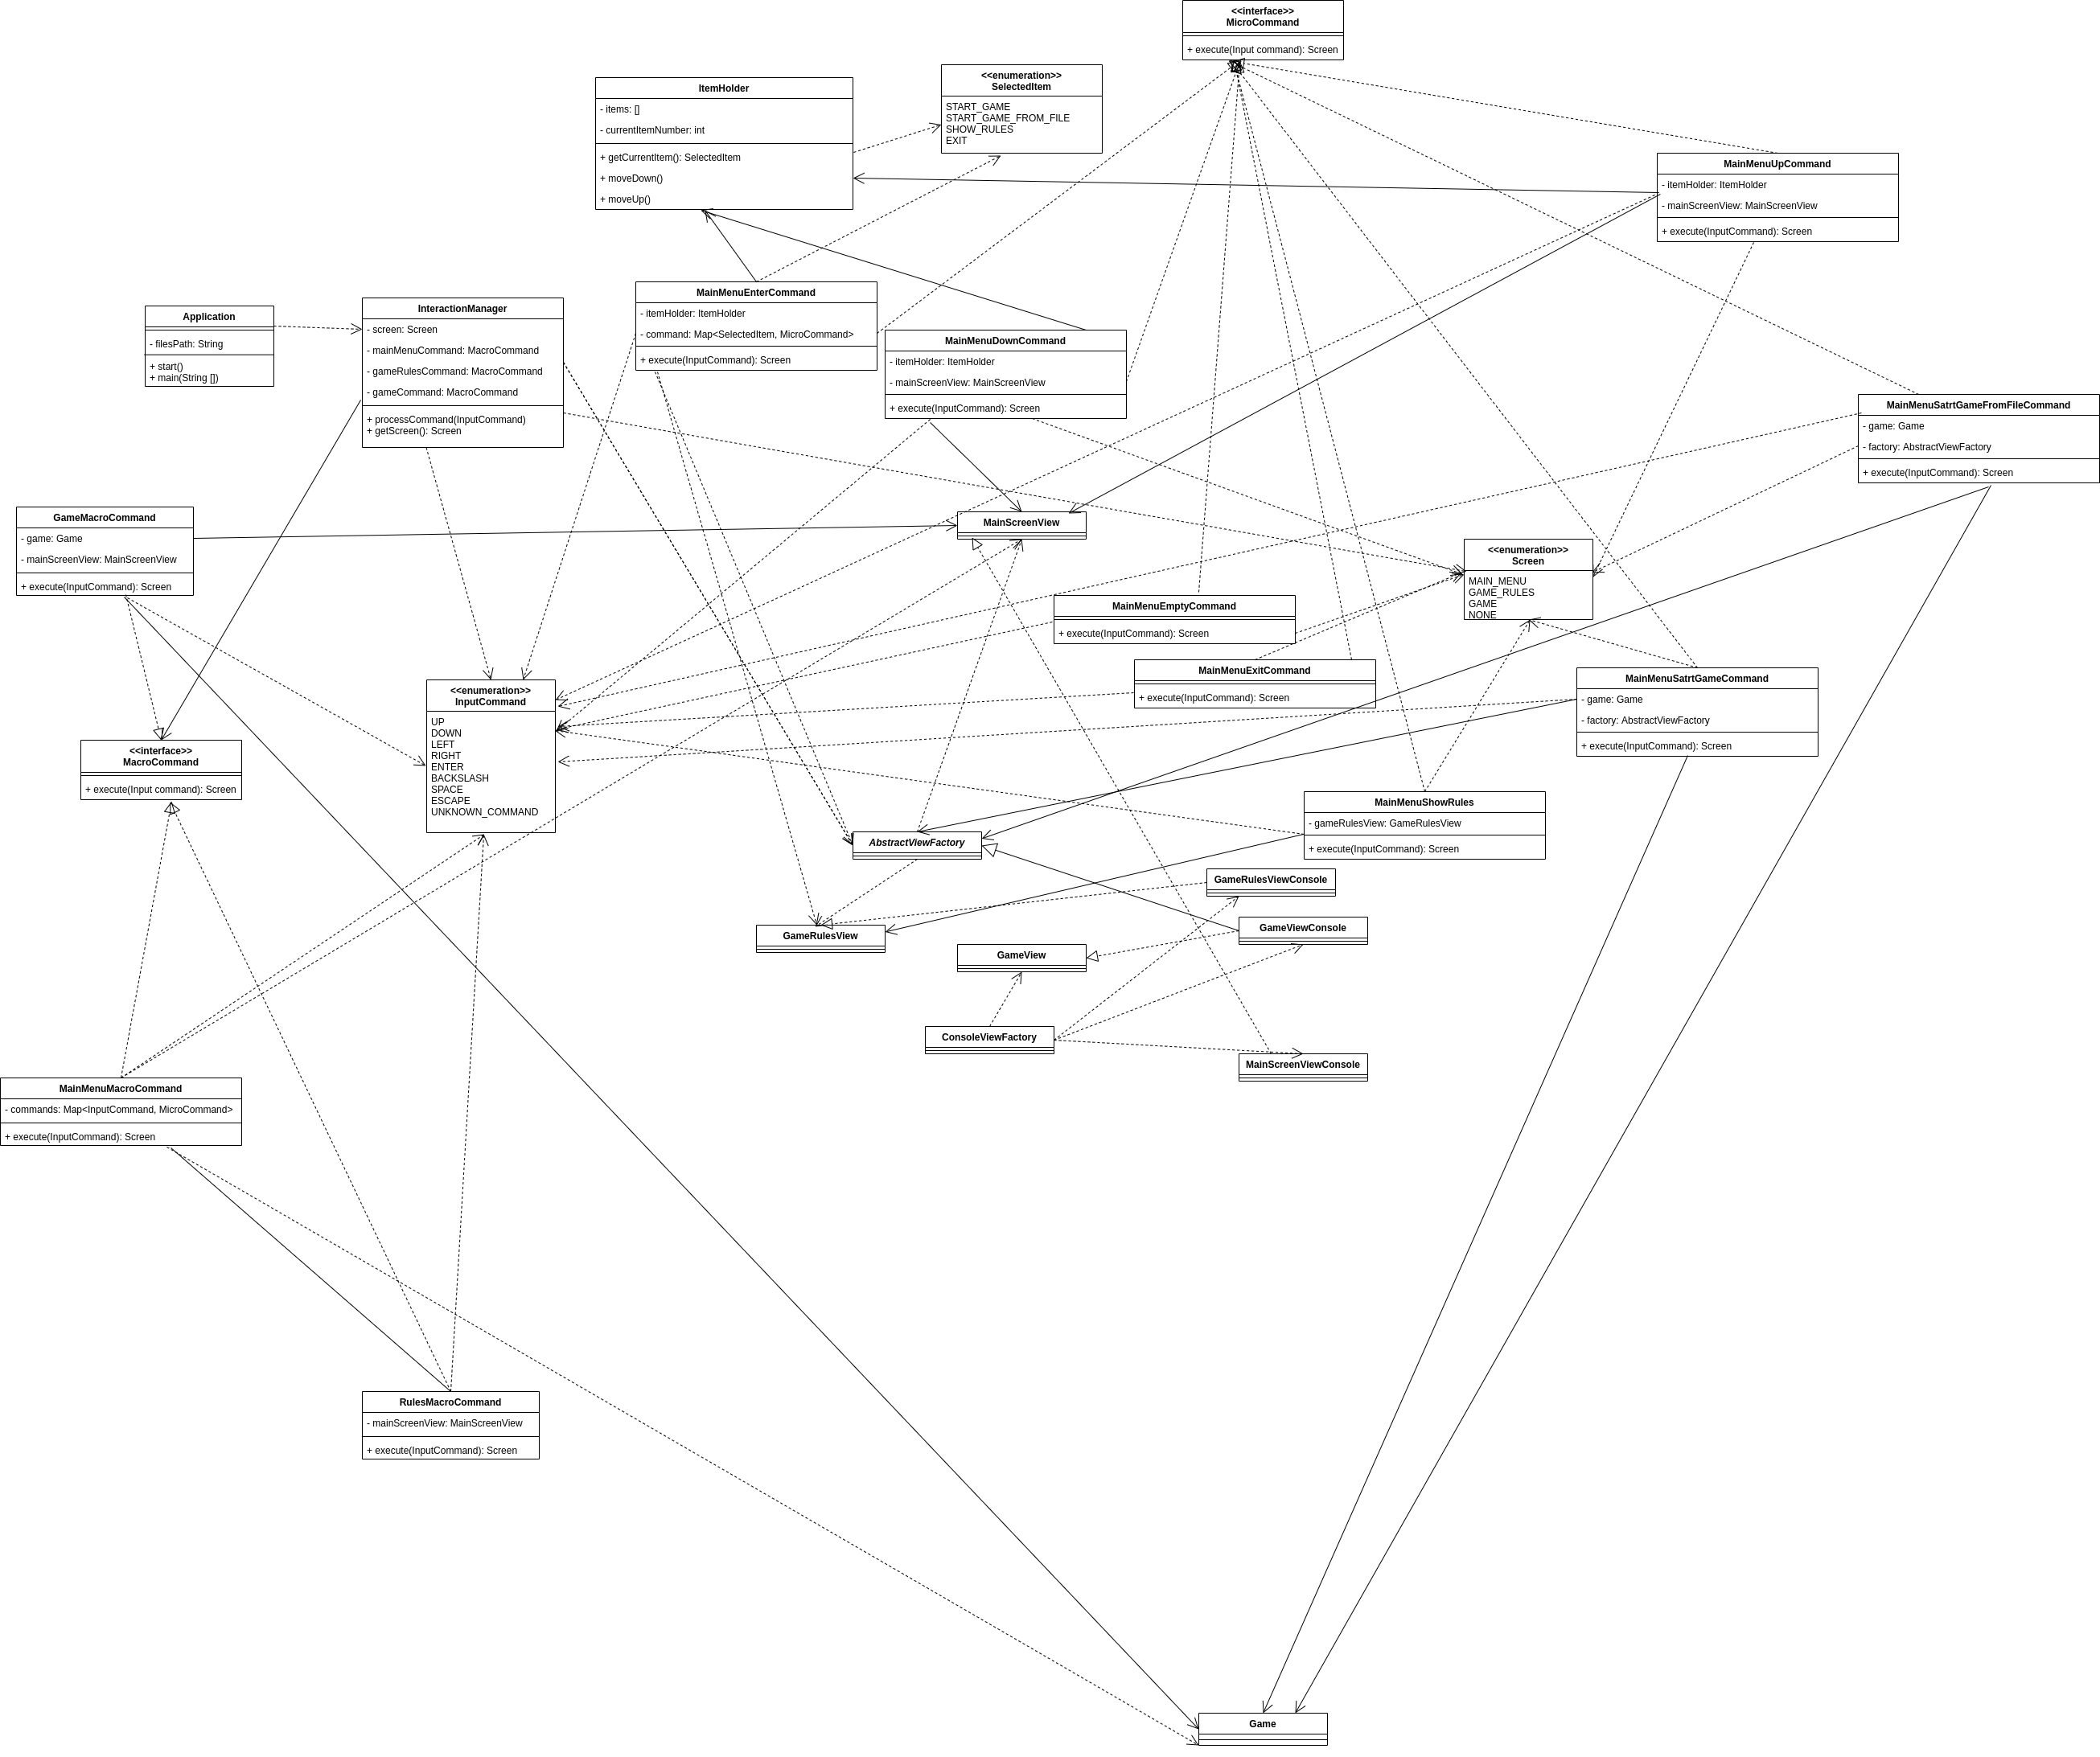 <<interface>>
MicroCommand
+ execute(Input command): Screen
<<enumeration>>
SelectedItem
START_GAME
START_GAME_FROM_FILE
SHOW_RULES
EXIT
ItemHolder
- items: []
- currentItemNumber: int
+ getCurrentItem(): SelectedItem
+ moveDown()
+ moveUp()
MainMenuUpCommand
- itemHolder: ItemHolder
- mainScreenView: MainScreenView
+ execute(InputCommand): Screen
MainMenuEnterCommand
- itemHolder: ItemHolder
- command: Map<SelectedItem, MicroCommand>
+ execute(InputCommand): Screen
InteractionManager
- screen: Screen
- mainMenuCommand: MacroCommand
- gameRulesCommand: MacroCommand
- gameCommand: MacroCommand
+ processCommand(InputCommand)
+ getScreen(): Screen
Application
- filesPath: String
+ start()
+ main(String [])
MainMenuDownCommand
- itemHolder: ItemHolder
- mainScreenView: MainScreenView
+ execute(InputCommand): Screen
MainMenuSatrtGameFromFileCommand
- game: Game
- factory: AbstractViewFactory
+ execute(InputCommand): Screen
GameMacroCommand
- game: Game
- mainScreenView: MainScreenView
+ execute(InputCommand): Screen
MainScreenView
<<enumeration>>
Screen
MAIN_MENU
GAME_RULES
GAME
NONE
MainMenuEmptyCommand
+ execute(InputCommand): Screen
MainMenuExitCommand
+ execute(InputCommand): Screen
MainMenuSatrtGameCommand
- game: Game
- factory: AbstractViewFactory
+ execute(InputCommand): Screen
<<enumeration>>
InputCommand
UP
DOWN
LEFT
RIGHT
ENTER
BACKSLASH
SPACE
ESCAPE
UNKNOWN_COMMAND
<<interface>>
MacroCommand
+ execute(Input command): Screen
MainMenuShowRules
- gameRulesView: GameRulesView
+ execute(InputCommand): Screen
AbstractViewFactory
GameRulesViewConsole
GameViewConsole
GameRulesView
GameView
ConsoleViewFactory
MainScreenViewConsole
MainMenuMacroCommand
- commands: Map<InputCommand, MicroCommand>
+ execute(InputCommand): Screen
RulesMacroCommand
- mainScreenView: MainScreenView
+ execute(InputCommand): Screen
Game